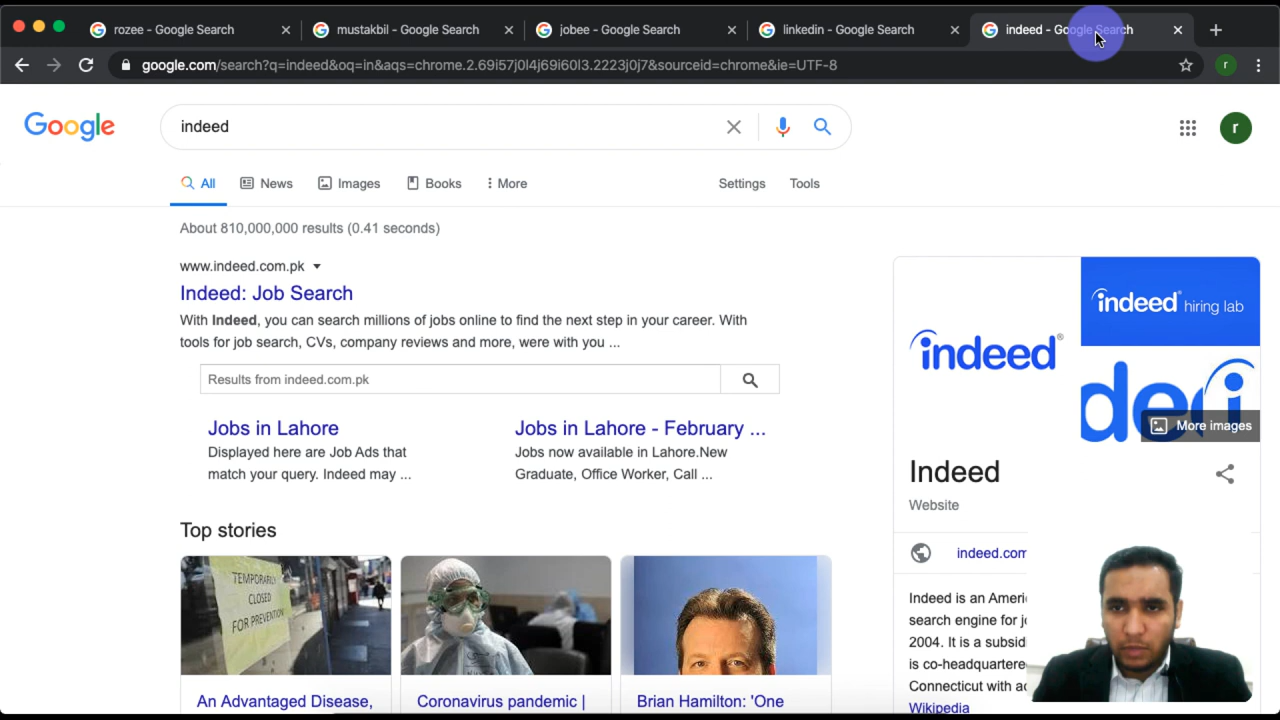 rozee - Google Search
mustakbil - Google Search
jobee - Google Search
linkedin - Google Search
indeed - Google Search
google.com/search?q=indeed&oq=in&aqs=chrome.2.69i57j0l4j69i60l3.2223j0j7&sourceid=chrome&ie=UTF-8
r
Google
indeed
r
All
News
Images
Books
More
Settings
Tools
About 810,000,000 results (0.41 seconds)
www.indeed.com.pk
Indeed: Job Search
With Indeed, you can search millions of jobs online to find the next step in your career. With
tools for job search, CVs, company reviews and more, were with you ...
Results from indeed.com.pk
Jobs in Lahore
Displayed here are Job Ads that
match your query. Indeed may ...
Jobs in Lahore - February ...
Jobs now available in Lahore.New
Graduate, Office Worker, Call ...
Top stories
TEMPORARILY
CLOSED
FOR PREVENTION
An Advantaged Disease,
Coronavirus pandemic |
Brian Hamilton: 'One
indeed®
indeed® hiring lab
More images
Indeed
Website
indeed.com
Indeed is an Ameri
search engine for j
2004. It is a subsid
is co-headquartere
Connecticut with ac
Wikipedia